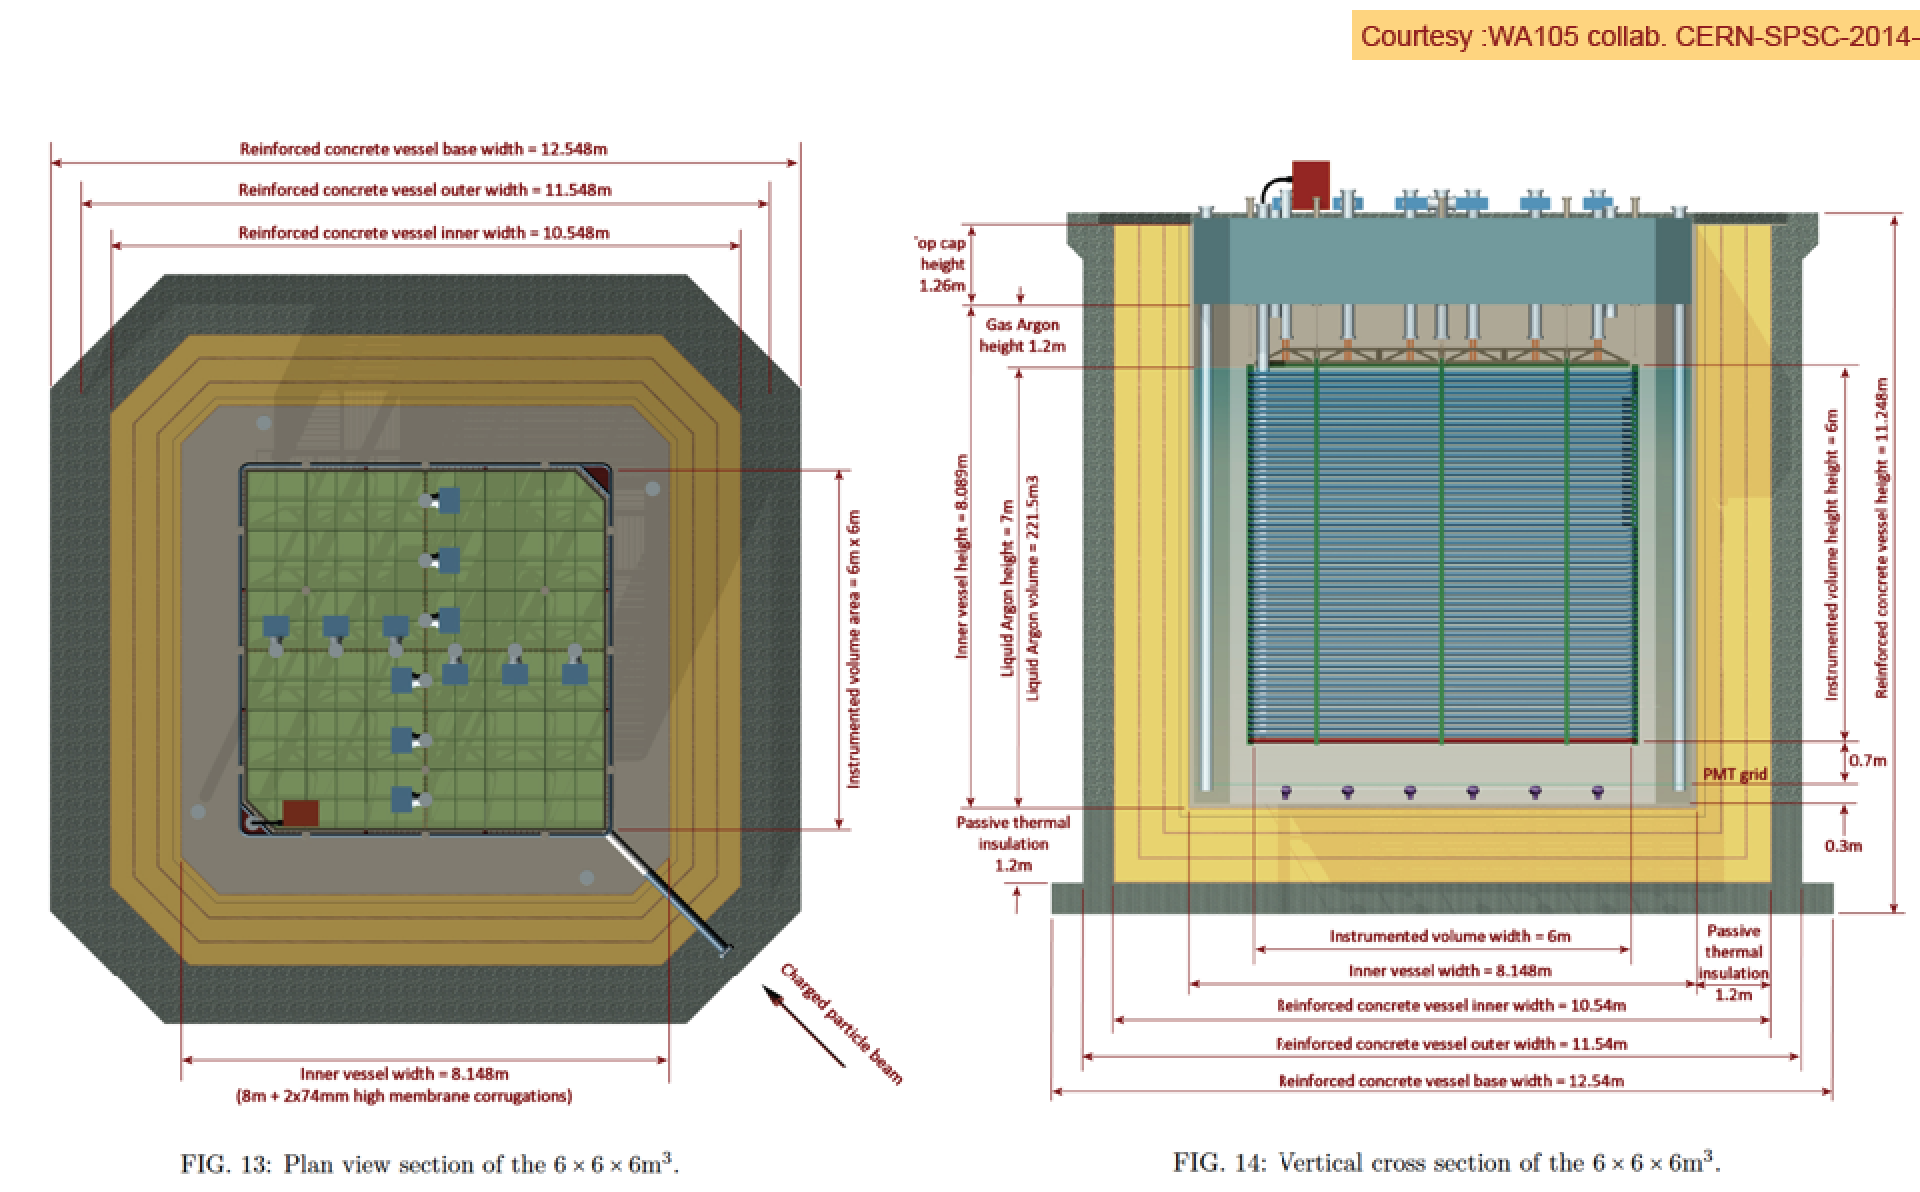 Courtesy :WA105 collab. CERN-SPSC-2014-
Reinforced concrete vessel base width = 12.548m
Reinforced concrete vessel outer width = 11.548m
Reinforced concrete vessel inner width = 10.548m
Instrumented volume area = 6m x 6m
Charged particle beam
Inner vessel width = 8.148m
(8m + 2x74mm high membrane corrugations)
FIG. 13: Plan view section of the 6 × 6 × 6m³.
op cap
height
1.26m
Gas Argon
height 1.2m
Inner vessel height = 8.089m
Liquid Argon height = 7m
Liquid Argon volume = 221.5m3
Passive thermal
insulation
1.2m
Instrumented volume height = 6m
Reinforced concrete vessel height = 11.248m
0.7m
PMT grid
0.3m
Instrumented volume width = 6m
Inner vessel width = 8.148m
Passive
thermal
insulation
1.2m
Reinforced concrete vessel inner width = 10.54m
Reinforced concrete vessel outer width = 11.54m
Reinforced concrete vessel base width = 12.54m
FIG. 14: Vertical cross section of the 6 × 6 × 6m³.